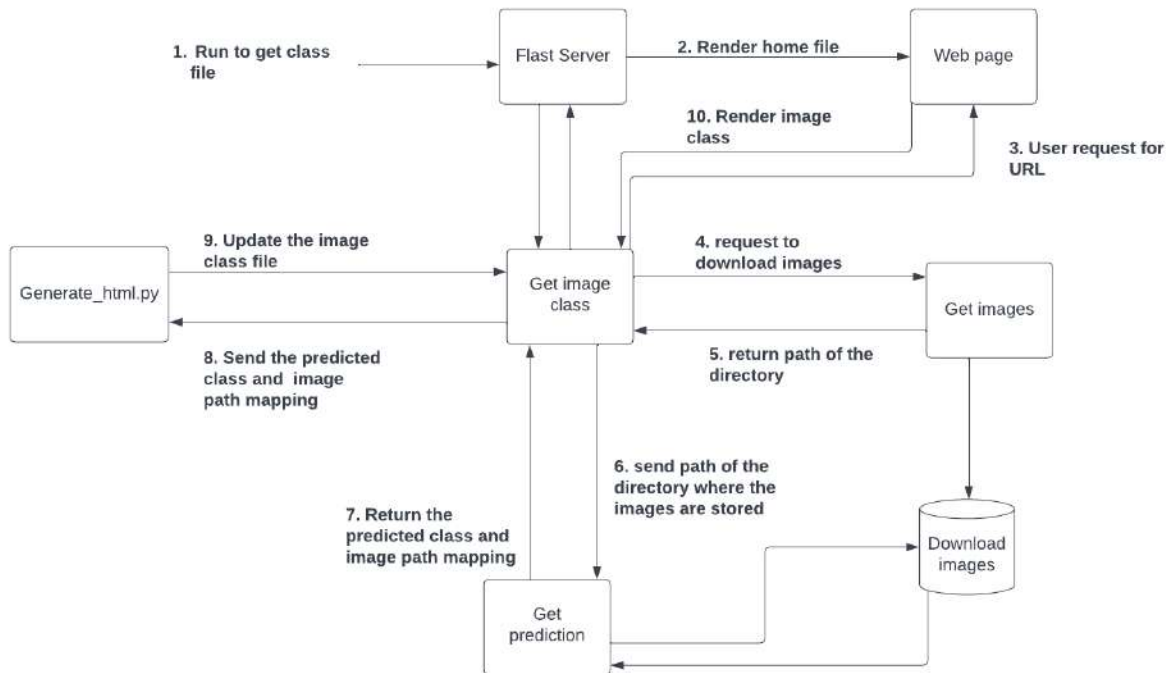 1. Run to get class
file
Flast Server
2. Render home file
Web page
10. Render image
class
3. User request for
URL
9. Update the image
class file
4. request to
download images
Generate_html.py
Get image
class
Get images
8. Send the predicted
class and image
path mapping
5. return path of the
directory
6. send path of the
directory where the
images are stored
7. Return the
predicted class and
image path mapping
Download
images
Get
prediction